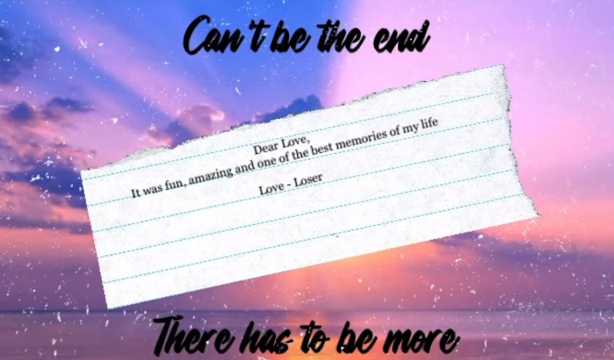 Can't be the end
Dear Love,
It was fun, amazing and one of the best memories of my life
Love - Loser
There has to be more